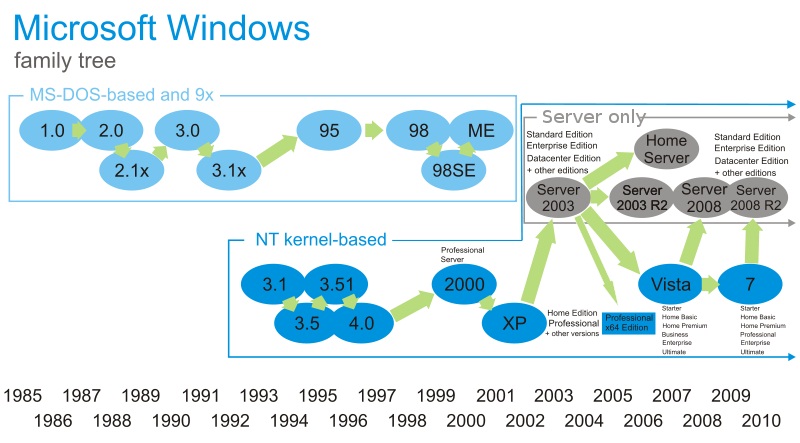 Microsoft Windows
family tree
MS-DOS-based and 9x
1.0
2.0
2.1x
3.0
3.1x
95
98
98SE
ME
Server only
Standard Edition
Enterprise Edition
Datacenter Edition
+ other editions
Home
Server
Standard Edition
Enterprise Edition
Datacenter Edition
+ other editions
Server
2003
Server
2003 R2
Server
2008
Server
2008 R2
NT kernel-based
3.1
3.5
3.51
4.0
Professional
Server
2000
XP
Home Edition
Professional
+ other versions
Professional
x64 Edition
Vista
Starter
Home Basic
Home Premium
Business
Enterprise
Ultimate
7
Starter
Home Basic
Home Premium
Professional
Enterprise
Ultimate
1985 1987 1989 1991 1993 1995 1997 1999 2001 2003 2005 2007 2009
1986 1988 1990 1992 1994 1996 1998 2000 2002 2004 2006 2008 2010